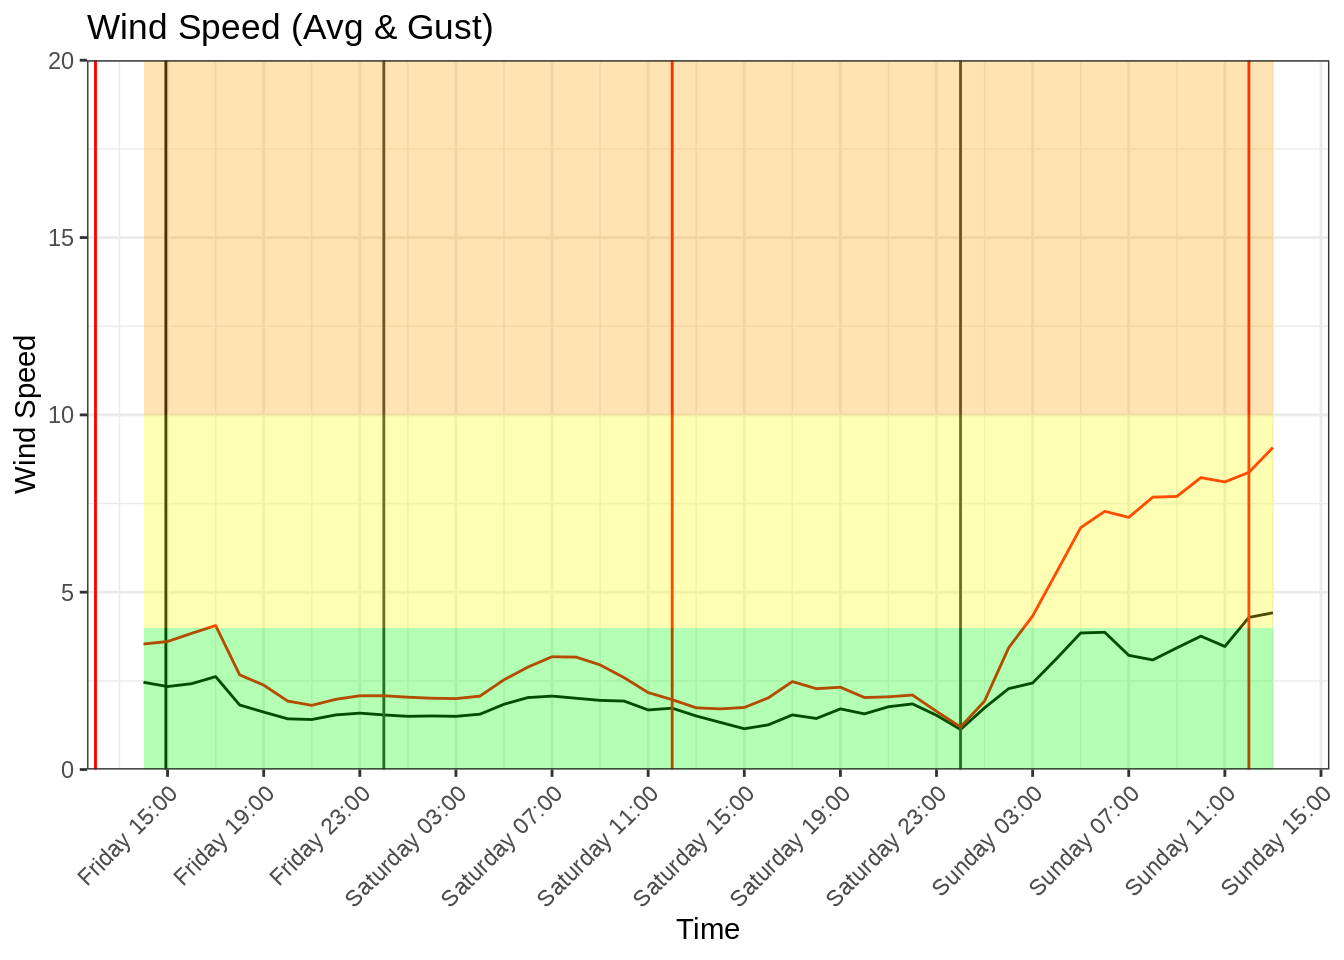 Wind Speed (Avg & Gust)
20
15
10
5
0
Wind Speed
Friday 15:00
Friday 19:00
Friday 23:00
Saturday 03:00
Saturday 07:00
Saturday 11:00
Saturday 15:00
Saturday 19:00
Saturday 23:00
Sunday 03:00
Sunday 07:00
Sunday 11:00
Sunday 15:00
Time